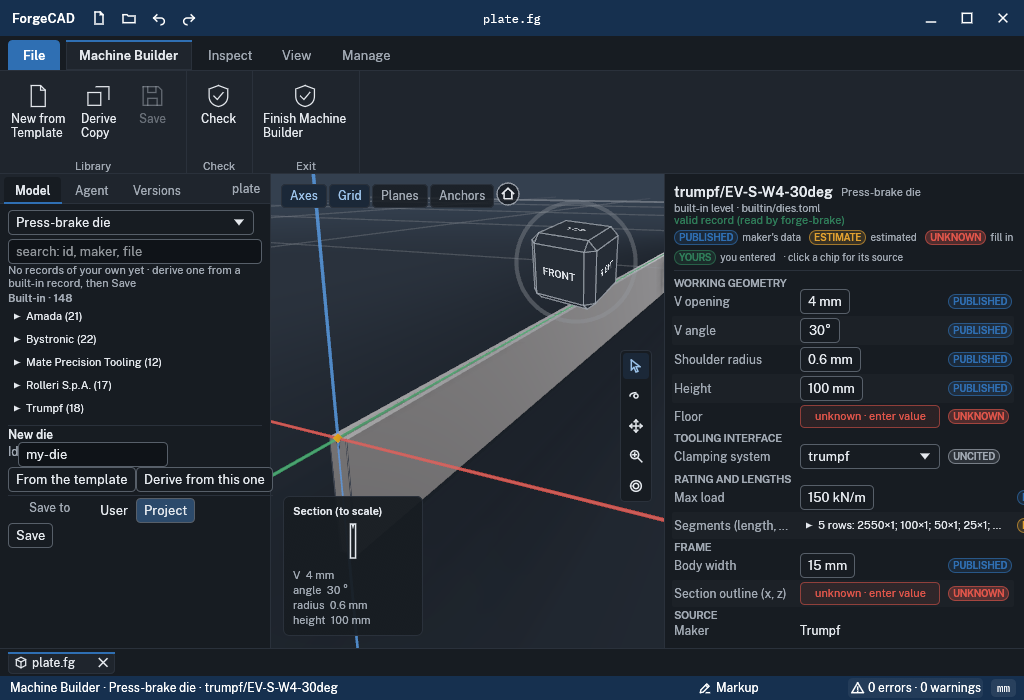 ForgeCAD
plate.fg
File
Machine Builder
Inspect
View
Manage
New from Template
Derive Copy
Save
Check
Finish Machine Builder
Library
Check
Exit
Model
Agent
Versions
plate
Press-brake die
search: id, maker, file
No records of your own yet · derive one from a
built-in record, then Save
Built-in · 148
▸ Amada (21)
▸ Bystronic (22)
▸ Mate Precision Tooling (12)
▸ Rolleri S.p.A. (17)
▸ Trumpf (18)
New die
Id
my-die
From the template
Derive from this one
Save to
User
Project
Save
Axes
Grid
Planes
Anchors
TOP
FRONT
Section (to scale)
V 4 mm
angle 30 °
radius 0.6 mm
height 100 mm
trumpf/EV-S-W4-30deg Press-brake die
built-in level · builtin/dies.toml
valid record (read by forge-brake)
PUBLISHED maker's data ESTIMATE estimated UNKNOWN fill in
YOURS you entered · click a chip for its source
WORKING GEOMETRY
V opening 4 mm PUBLISHED
V angle 30° PUBLISHED
Shoulder radius 0.6 mm PUBLISHED
Height 100 mm PUBLISHED
Floor unknown · enter value UNKNOWN
TOOLING INTERFACE
Clamping system trumpf UNCITED
RATING AND LENGTHS
Max load 150 kN/m
Segments (length, ... ▸ 5 rows: 2550×1; 100×1; 50×1; 25×1; ...
FRAME
Body width 15 mm PUBLISHED
Section outline (x, z) unknown · enter value UNKNOWN
SOURCE
Maker Trumpf
plate.fg
Machine Builder · Press-brake die · trumpf/EV-S-W4-30deg
Markup
0 errors · 0 warnings
mm